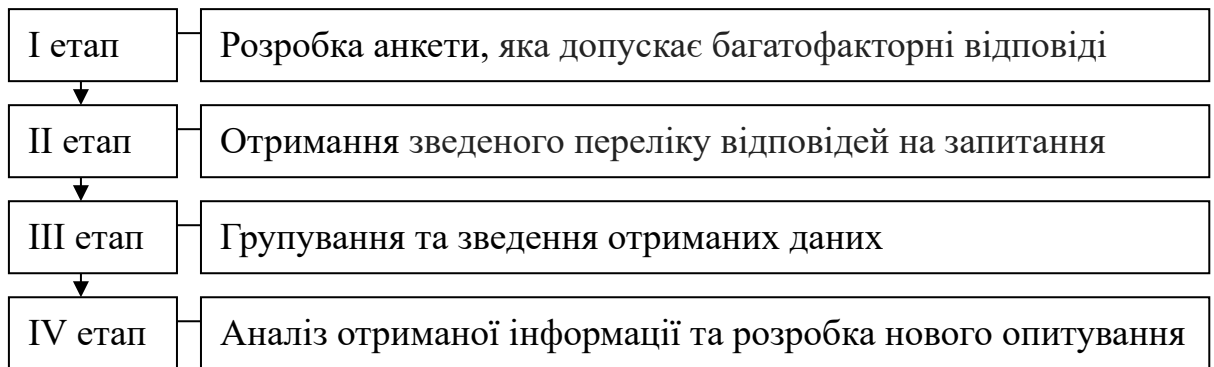 I етап
Розробка анкети, яка допускає багатофакторні відповіді
II етап
Отримання зведеного переліку відповідей на запитання
III етап
Групування та зведення отриманих даних
IV етап
Аналіз отриманої інформації та розробка нового опитування